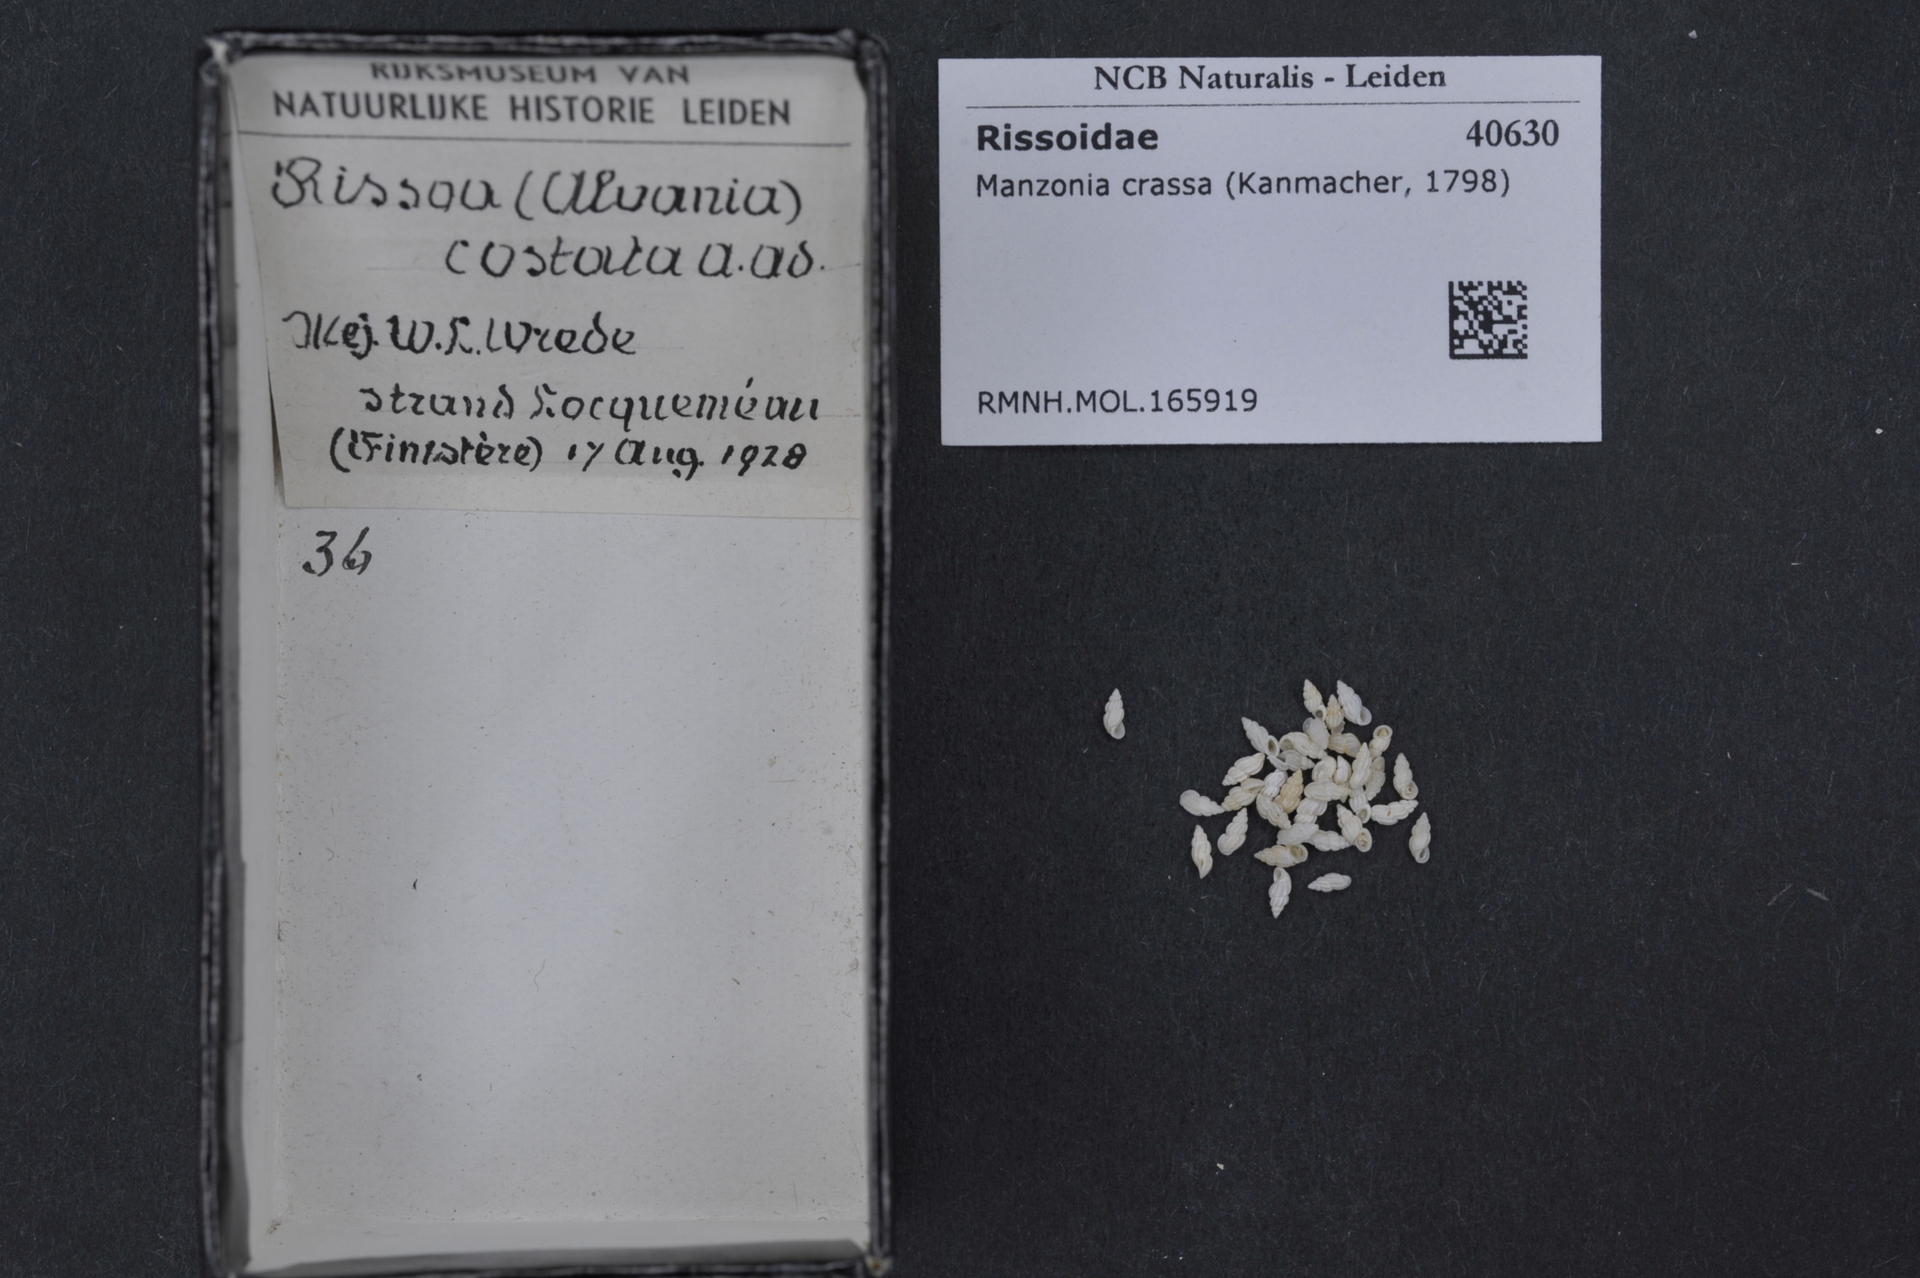 RIJKSMUSEUM VAN
NATUURLIJKE HISTORIE LEIDEN
Rissoa (Alvania)
costata a.ad.
Mej. W.L. Wrede
strand Locqueméau
(Finistère) 17 Aug. 1928
36
NCB Naturalis - Leiden
Rissoidae 40630
Manzonia crassa (Kanmacher, 1798)
RMNH.MOL.165919